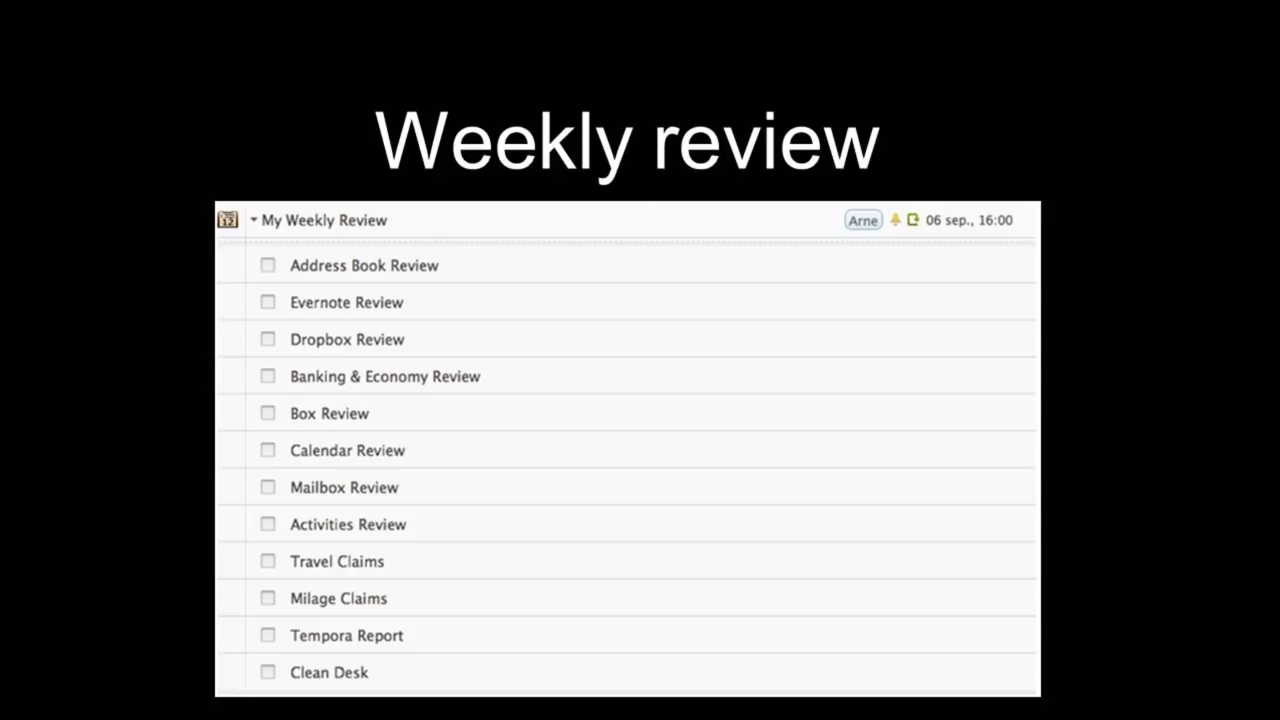 Weekly review
12 My Weekly Review Arne 06 sep., 16:00
Address Book Review
Evernote Review
Dropbox Review
Banking & Economy Review
Box Review
Calendar Review
Mailbox Review
Activities Review
Travel Claims
Milage Claims
Tempora Report
Clean Desk